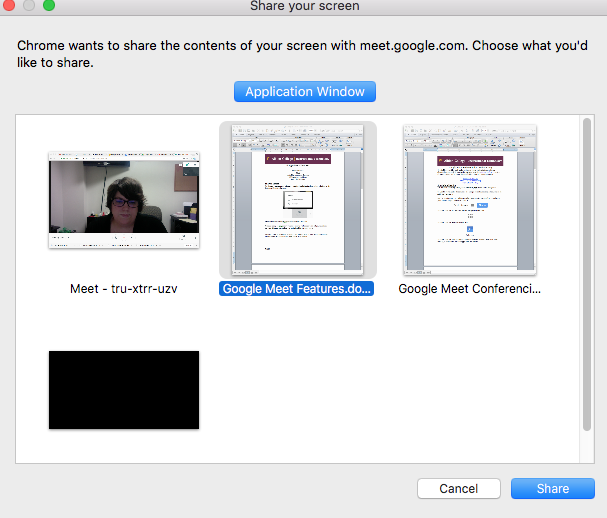 Share your screen
Chrome wants to share the contents of your screen with meet.google.com. Choose what you'd
like to share.
Application Window
Meet - tru-xtrr-uzv
Google Meet Features.do...
Google Meet Conferenci...
Cancel
Share